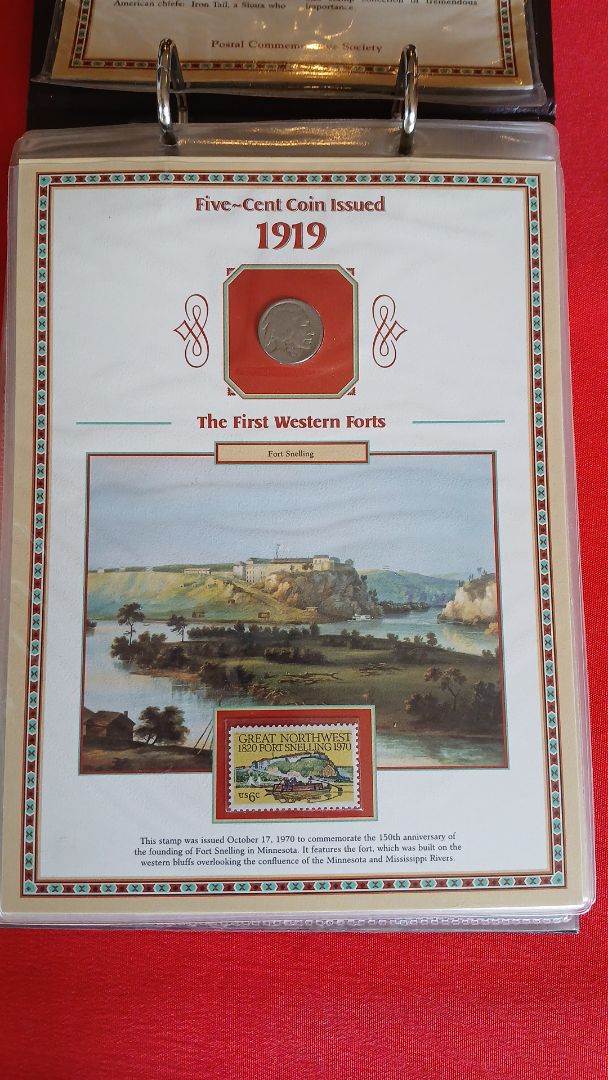 American chiefs: Iron Tail, a Sioux who
collection of tremendous
importance.
Postal Commemorative Society
Five~Cent Coin Issued
1919
The First Western Forts
Fort Snelling
GREAT NORTHWEST
1820 FORT SNELLING 1970
US 6c
This stamp was issued October 17, 1970 to commemorate the 150th anniversary of
the founding of Fort Snelling in Minnesota. It features the fort, which was built on the
western bluffs overlooking the confluence of the Minnesota and Mississippi Rivers.